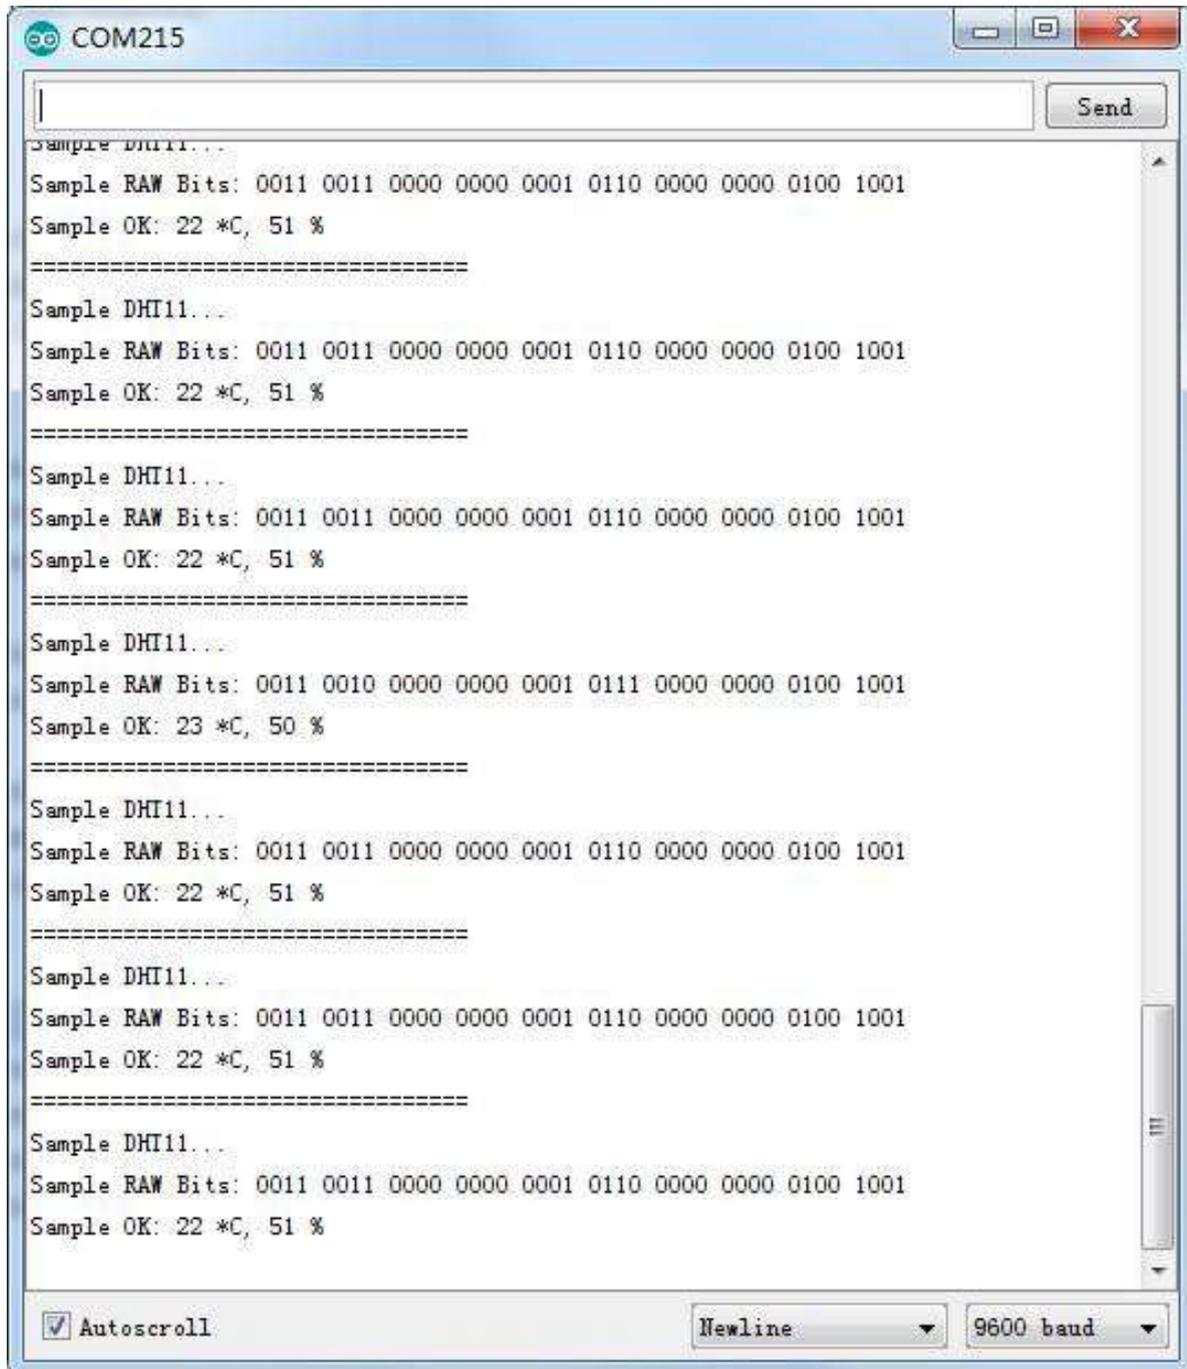 COM215
Send
Sample DHT11...
Sample RAW Bits: 0011 0011 0000 0000 0001 0110 0000 0000 0100 1001
Sample OK: 22 *C, 51 %
=================================
Sample DHT11...
Sample RAW Bits: 0011 0011 0000 0000 0001 0110 0000 0000 0100 1001
Sample OK: 22 *C, 51 %
=================================
Sample DHT11...
Sample RAW Bits: 0011 0011 0000 0000 0001 0110 0000 0000 0100 1001
Sample OK: 22 *C, 51 %
=================================
Sample DHT11...
Sample RAW Bits: 0011 0010 0000 0000 0001 0111 0000 0000 0100 1001
Sample OK: 23 *C, 50 %
=================================
Sample DHT11...
Sample RAW Bits: 0011 0011 0000 0000 0001 0110 0000 0000 0100 1001
Sample OK: 22 *C, 51 %
=================================
Sample DHT11...
Sample RAW Bits: 0011 0011 0000 0000 0001 0110 0000 0000 0100 1001
Sample OK: 22 *C, 51 %
=================================
Sample DHT11...
Sample RAW Bits: 0011 0011 0000 0000 0001 0110 0000 0000 0100 1001
Sample OK: 22 *C, 51 %
Autoscroll
Newline
9600 baud